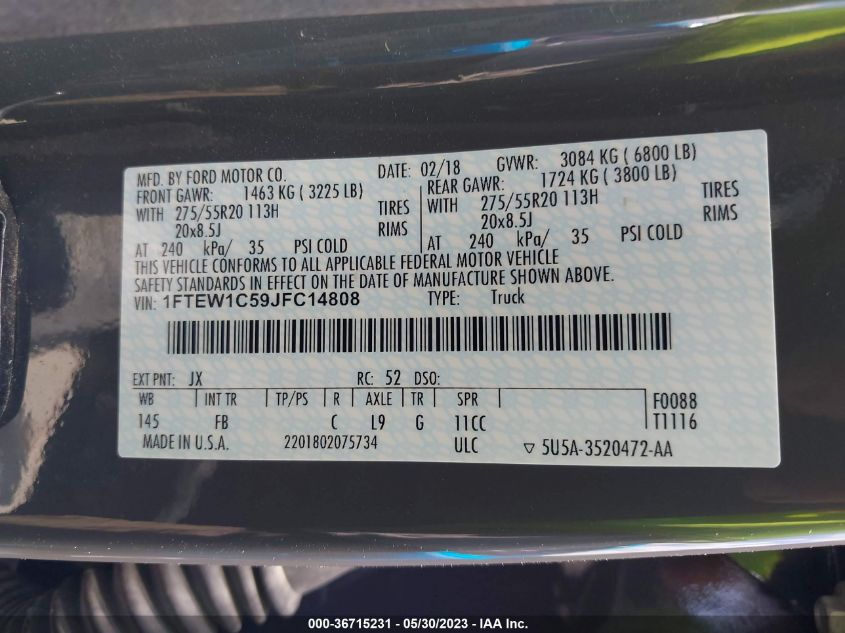 MFD. BY FORD MOTOR CO. DATE: 02/18 GVWR: 3084 KG ( 6800 LB)
FRONT GAWR: 1463 KG ( 3225 LB) REAR GAWR: 1724 KG ( 3800 LB)
WITH 275/55R20 113H TIRES 275/55R20 113H TIRES
20x8.5J RIMS WITH 20x8.5J RIMS
AT 240 kPa/ 35 PSI COLD AT 240 kPa/ 35 PSI COLD
THIS VEHICLE CONFORMS TO ALL APPLICABLE FEDERAL MOTOR VEHICLE
SAFETY STANDARDS IN EFFECT ON THE DATE OF MANUFACTURE SHOWN ABOVE.
VIN: 1FTEW1C59JFC14808 TYPE: Truck
EXT PNT: JX RC: 52 DSO:
WB INT TR TP/PS R AXLE TR SPR F0088
145 FB C L9 G 11CC T1116
MADE IN U.S.A. 2201802075734 ULC ▽ 5U5A-3520472-AA
000-36715231 - 05/30/2023 - IAA Inc.